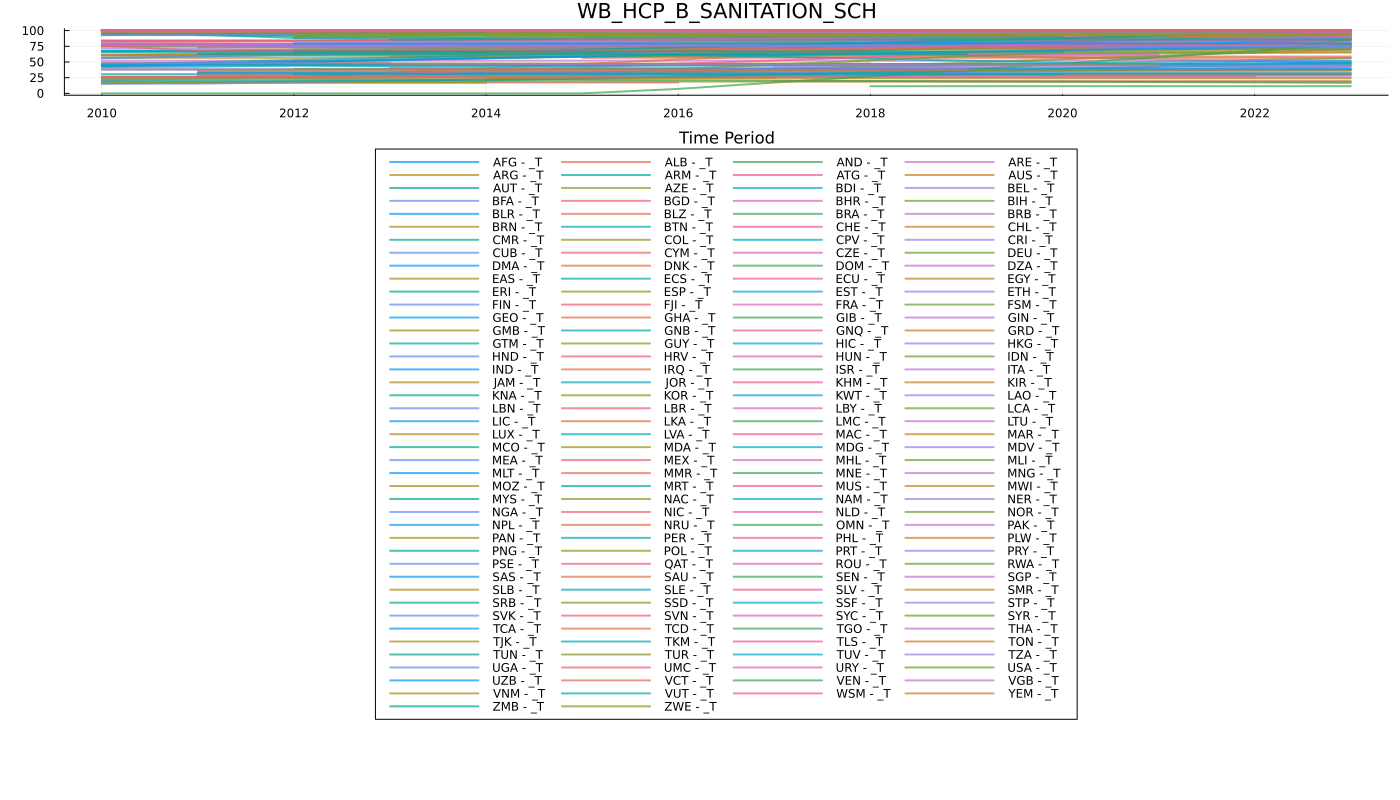 WB_HCP_B_SANITATION_SCH
100
75
50
25
0
2010 2012 2014 2016 2018 2020 2022
Time Period
AFG - _T ALB - _T AND - _T ARE - _T
ARG - _T ARM - _T ATG - _T AUS - _T
AUT - _T AZE - _T BDI - _T BEL - _T
BFA - _T BGD - _T BHR - _T BIH - _T
BLR - _T BLZ - _T BRA - _T BRB - _T
BRN - _T BTN - _T CHE - _T CHL - _T
CMR - _T COL - _T CPV - _T CRI - _T
CUB - _T CYM - _T CZE - _T DEU - _T
DMA - _T DNK - _T DOM - _T DZA - _T
EAS - _T ECS - _T ECU - _T EGY - _T
ERI - _T ESP - _T EST - _T ETH - _T
FIN - _T FJI - _T FRA - _T FSM - _T
GEO - _T GHA - _T GIB - _T GIN - _T
GMB - _T GNB - _T GNQ - _T GRD - _T
GTM - _T GUY - _T HIC - _T HKG - _T
HND - _T HRV - _T HUN - _T IDN - _T
IND - _T IRQ - _T ISR - _T ITA - _T
JAM - _T JOR - _T KHM - _T KIR - _T
KNA - _T KOR - _T KWT - _T LAO - _T
LBN - _T LBR - _T LBY - _T LCA - _T
LIC - _T LKA - _T LMC - _T LTU - _T
LUX - _T LVA - _T MAC - _T MAR - _T
MCO - _T MDA - _T MDG - _T MDV - _T
MEA - _T MEX - _T MHL - _T MLI - _T
MLT - _T MMR - _T MNE - _T MNG - _T
MOZ - _T MRT - _T MUS - _T MWI - _T
MYS - _T NAC - _T NAM - _T NER - _T
NGA - _T NIC - _T NLD - _T NOR - _T
NPL - _T NRU - _T OMN - _T PAK - _T
PAN - _T PER - _T PHL - _T PLW - _T
PNG - _T POL - _T PRT - _T PRY - _T
PSE - _T QAT - _T ROU - _T RWA - _T
SAS - _T SAU - _T SEN - _T SGP - _T
SLB - _T SLE - _T SLV - _T SMR - _T
SRB - _T SSD - _T SSF - _T STP - _T
SVK - _T SVN - _T SYC - _T SYR - _T
TCA - _T TCD - _T TGO - _T THA - _T
TJK - _T TKM - _T TLS - _T TON - _T
TUN - _T TUR - _T TUV - _T TZA - _T
UGA - _T UMC - _T URY - _T USA - _T
UZB - _T VCT - _T VEN - _T VGB - _T
VNM - _T VUT - _T WSM - _T YEM - _T
ZMB - _T ZWE - _T